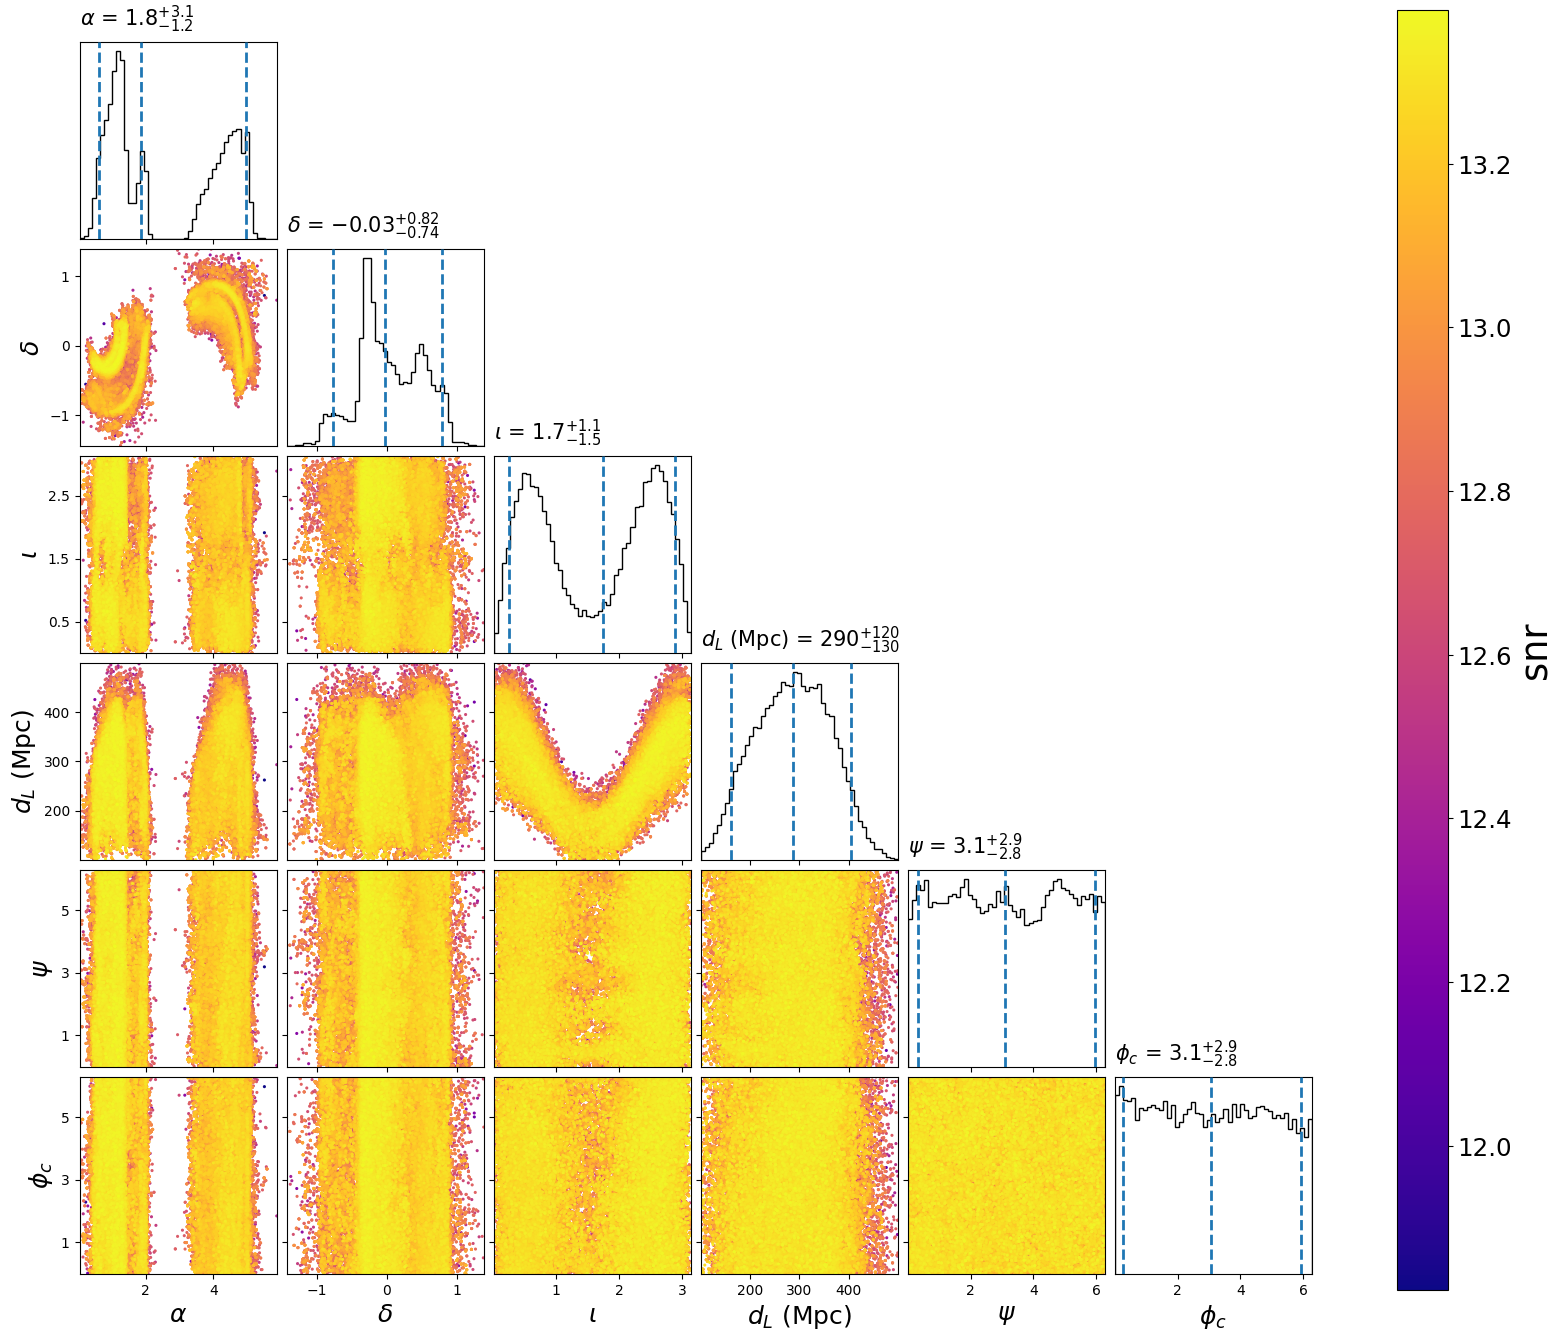 α = 1.8 +3.1 −1.2
δ = −0.03 +0.82 −0.74
ι = 1.7 +1.1 −1.5
d_L (Mpc) = 290 +120 −130
ψ = 3.1 +2.9 −2.8
ϕ_c = 3.1 +2.9 −2.8
δ
1
0
−1
ι
2.5
1.5
0.5
d_L (Mpc)
400
300
200
ψ
5
3
1
ϕ_c
5
3
1
2 4
−1 0 1
1 2 3
200 300 400
2 4 6
2 4 6
α
δ
ι
d_L (Mpc)
ψ
ϕ_c
13.2
13.0
12.8
12.6
12.4
12.2
12.0
snr